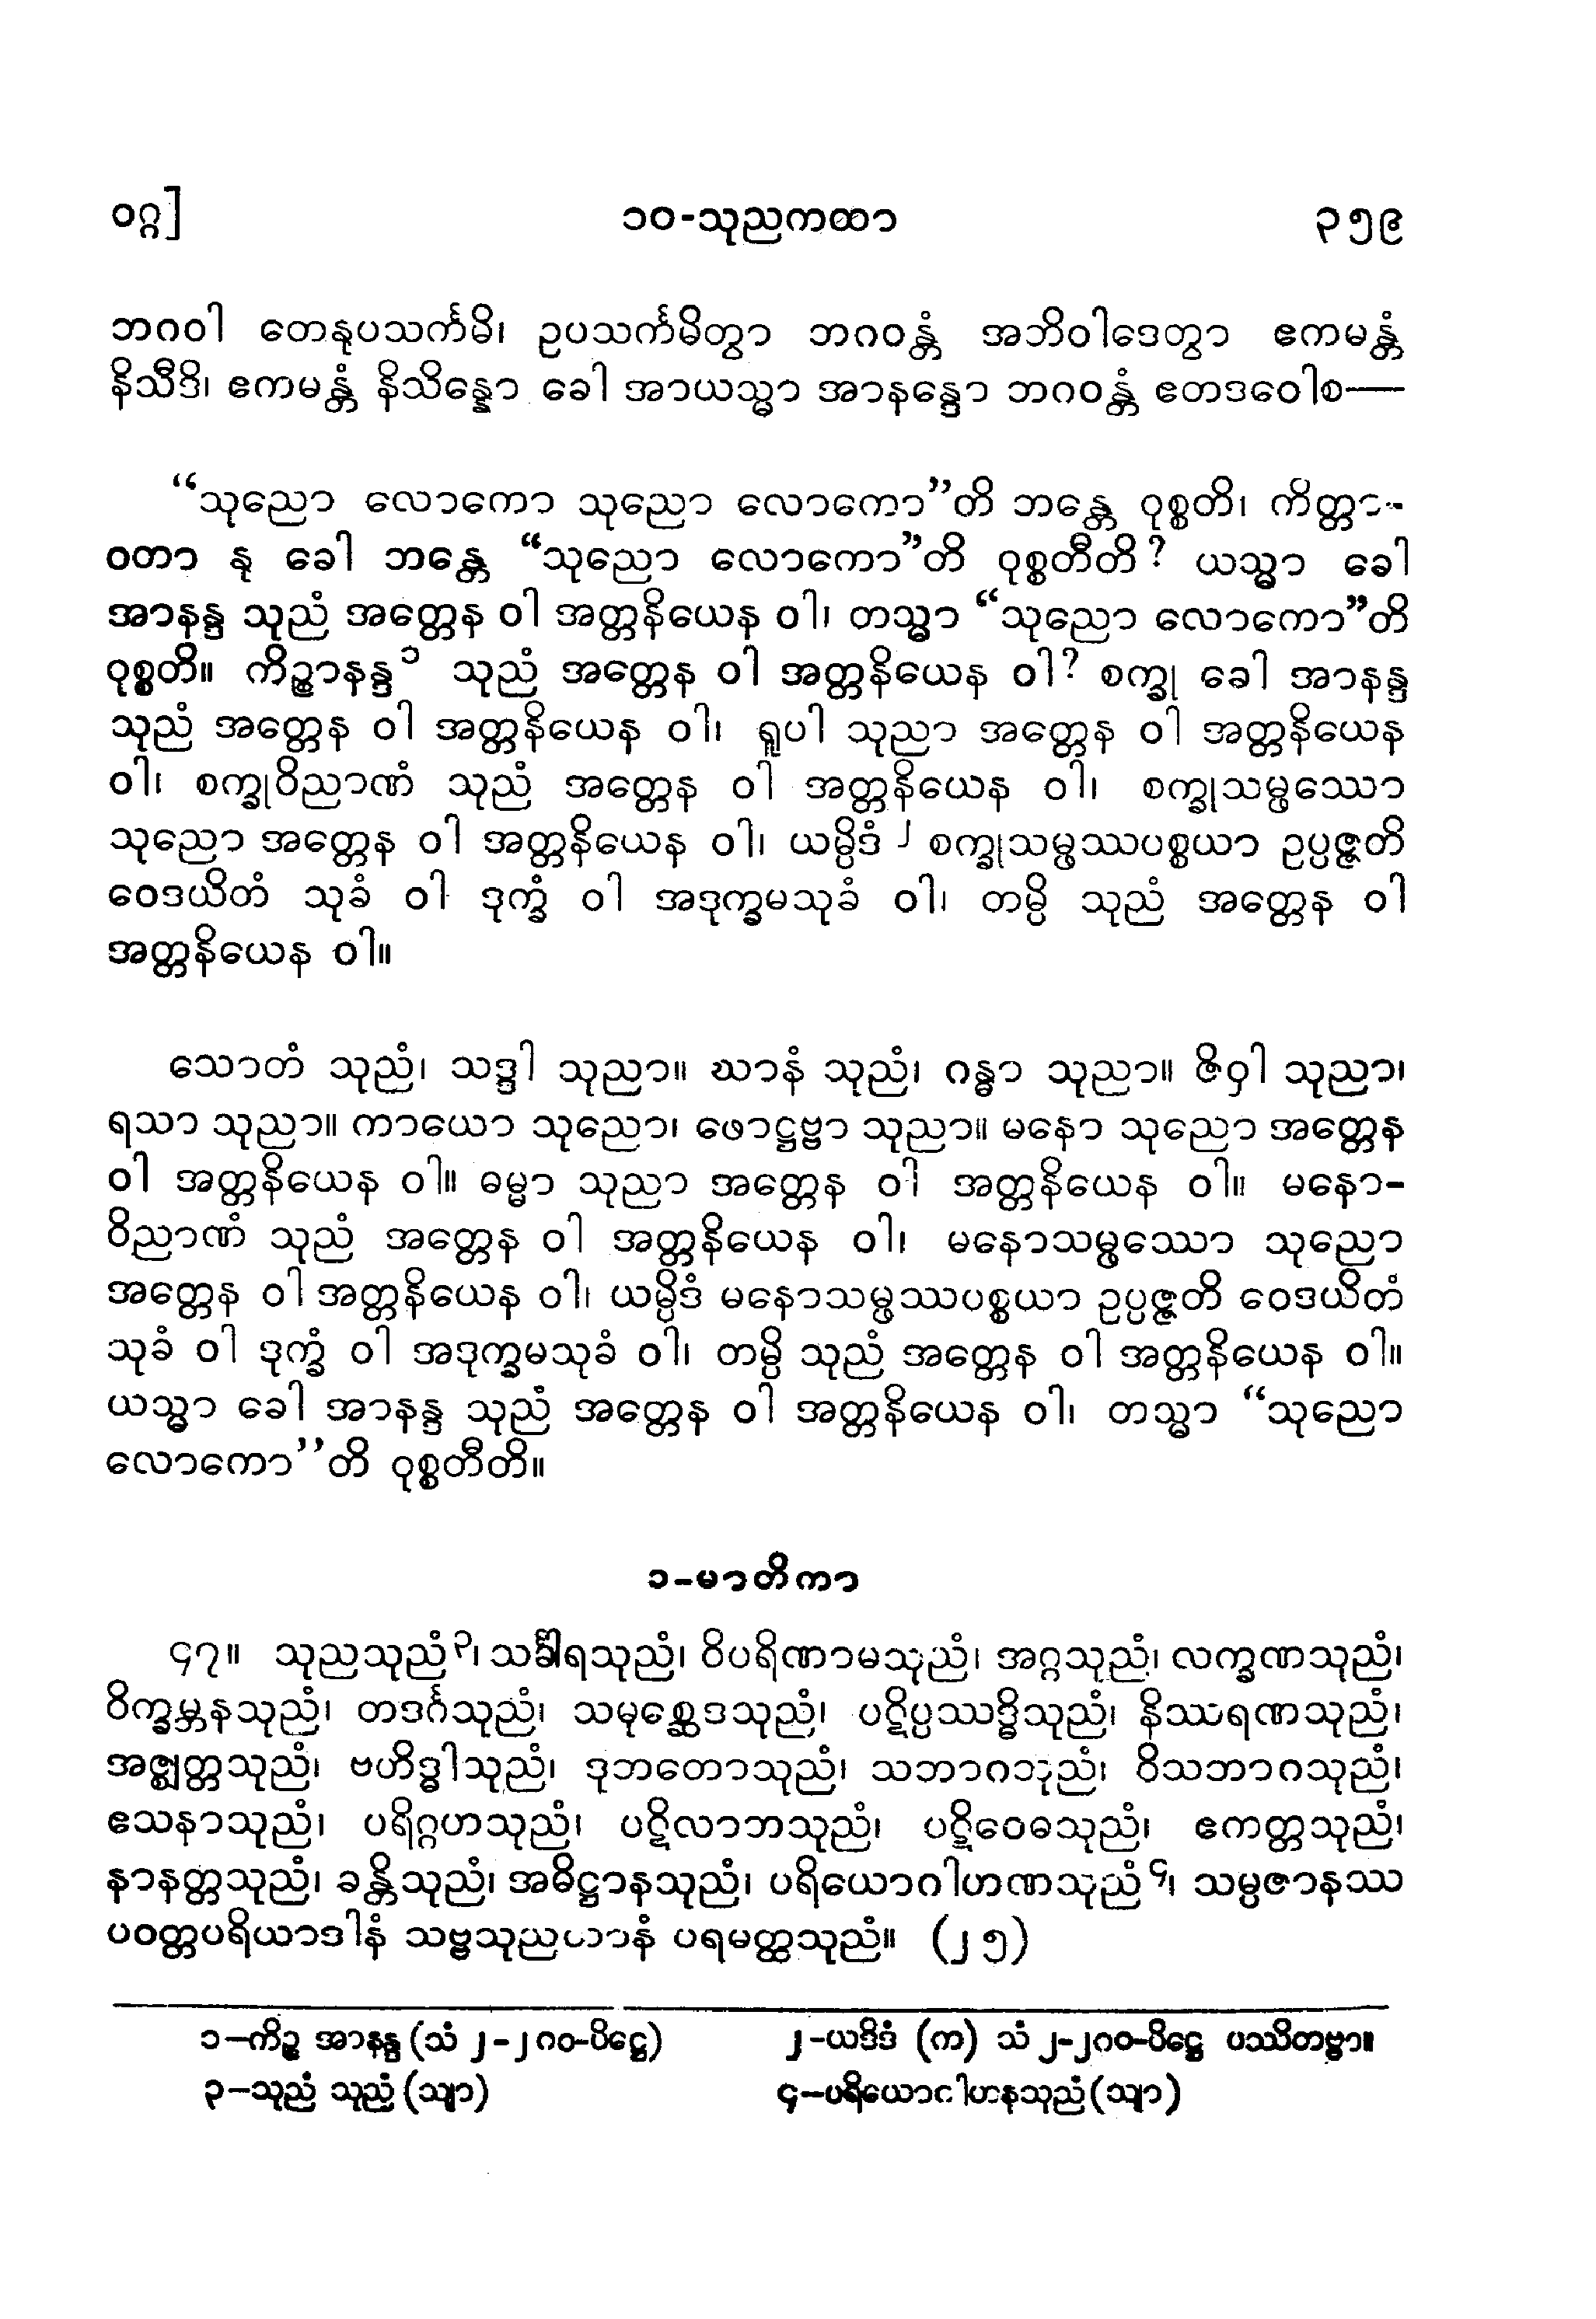 ဝဂ္ဂ]
၁၀-သုညကထာ
၃၅၉
ဘဂဝါ တေနုပသင်္ကမိ၊ ဥပသင်္ကမိတွာ ဘဂဝန္တံ အဘိဝါဒေတွာ ဧကမန္တံ
နိသီဒိ၊ ဧကမန္တံ နိသိန္နော ခေါ အာယသ္မာ အာနန္ဒော ဘဂဝန္တံ ဧတဒဝေါစ—
“သုညော လောကော သုညော လောကော”တိ ဘန္တေ ဝုစ္စတိ၊ ကိတ္တာ-
ဝတာ နု ခေါ ဘန္တေ “သုညော လောကော”တိ ဝုစ္စတီတိ? ယသ္မာ ခေါ
အာနန္ဒ သုညံ အတ္တေန ဝါ အတ္တနိယေန ဝါ၊ တသ္မာ “သုညော လောကော”တိ
ဝုစ္စတိ။ ကိဉ္စာနန္ဒ ၁ သုညံ အတ္တေန ဝါ အတ္တနိယေန ဝါ? စက္ခု ခေါ အာနန္ဒ
သုညံ အတ္တေန ဝါ အတ္တနိယေန ဝါ၊ ရူပါ သုညာ အတ္တေန ဝါ အတ္တနိယေန
ဝါ၊ စက္ခုဝိညာဏံ သုညံ အတ္တေန ဝါ အတ္တနိယေန ဝါ၊ စက္ခုသမ္ဖဿော
သုညော အတ္တေန ဝါ အတ္တနိယေန ဝါ၊ ယမ္ပိဒံ ၂ စက္ခုသမ္ဖဿပစ္စယာ ဥပ္ပဇ္ဇတိ
ဝေဒယိတံ သုခံ ဝါ ဒုက္ခံ ဝါ အဒုက္ခမသုခံ ဝါ၊ တမ္ပိ သုညံ အတ္တေန ဝါ
အတ္တနိယေန ဝါ။
သောတံ သုညံ၊ သဒ္ဒါ သုညာ။ ဃာနံ သုညံ၊ ဂန္ဓာ သုညာ။ ဇိဝှါ သုညာ၊
ရသာ သုညာ။ ကာယော သုညော၊ ဖောဋ္ဌဗ္ဗာ သုညာ။ မနော သုညော အတ္တေန
ဝါ အတ္တနိယေန ဝါ။ ဓမ္မာ သုညာ အတ္တေန ဝါ အတ္တနိယေန ဝါ။ မနော-
ဝိညာဏံ သုညံ အတ္တေန ဝါ အတ္တနိယေန ဝါ၊ မနောသမ္ဖဿော သုညော
အတ္တေန ဝါ အတ္တနိယေန ဝါ၊ ယမ္ပိဒံ မနောသမ္ဖဿပစ္စယာ ဥပ္ပဇ္ဇတိ ဝေဒယိတံ
သုခံ ဝါ ဒုက္ခံ ဝါ အဒုက္ခမသုခံ ဝါ၊ တမ္ပိ သုညံ အတ္တေန ဝါ အတ္တနိယေန ဝါ။
ယသ္မာ ခေါ အာနန္ဒ သုညံ အတ္တေန ဝါ အတ္တနိယေန ဝါ၊ တသ္မာ “သုညော
လောကော”တိ ဝုစ္စတီတိ။
၁-မာတိကာ
၄၇။ သုညသုညံ ၃၊ သင်္ခါရသုညံ၊ ဝိပရိဏာမသုညံ၊ အဂ္ဂသုညံ၊ လက္ခဏသုညံ၊
ဝိက္ခမ္ဘနသုညံ၊ တဒင်္ဂသုညံ၊ သမုစ္ဆေဒသုညံ၊ ပဋိပ္ပဿဒ္ဓိသုညံ၊ နိဿရဏသုညံ၊
အဇ္ဈတ္တသုညံ၊ ဗဟိဒ္ဓါသုညံ၊ ဒုဘတောသုညံ၊ သဘာဂသုညံ၊ ဝိသဘာဂသုညံ၊
ဧသနာသုညံ၊ ပရိဂ္ဂဟသုညံ၊ ပဋိလာဘသုညံ၊ ပဋိဝေဓသုညံ၊ ဧကတ္တသုညံ၊
နာနတ္တသုညံ၊ ခန္တိသုညံ၊ အဓိဋ္ဌာနသုညံ၊ ပရိယောဂါဟဏသုညံ ၄၊ သမ္ပဇာနဿ
ပဝတ္တပရိယာဒါနံ သဗ္ဗသုညတာနံ ပရမတ္ထသုညံ။ (၂၅)
၁-ကိဉ္စ အာနန္ဒ (သံ ၂-၂၇၀-ပိဋ္ဌေ)
၂-ယဒိဒံ (က) သံ ၂-၂၇၀-ပိဋ္ဌေ ပဿိတဗ္ဗာ။
၃-သုညံ သုညံ (သျာ)
၄-ပရိယောဂါဟနသုညံ (သျာ)